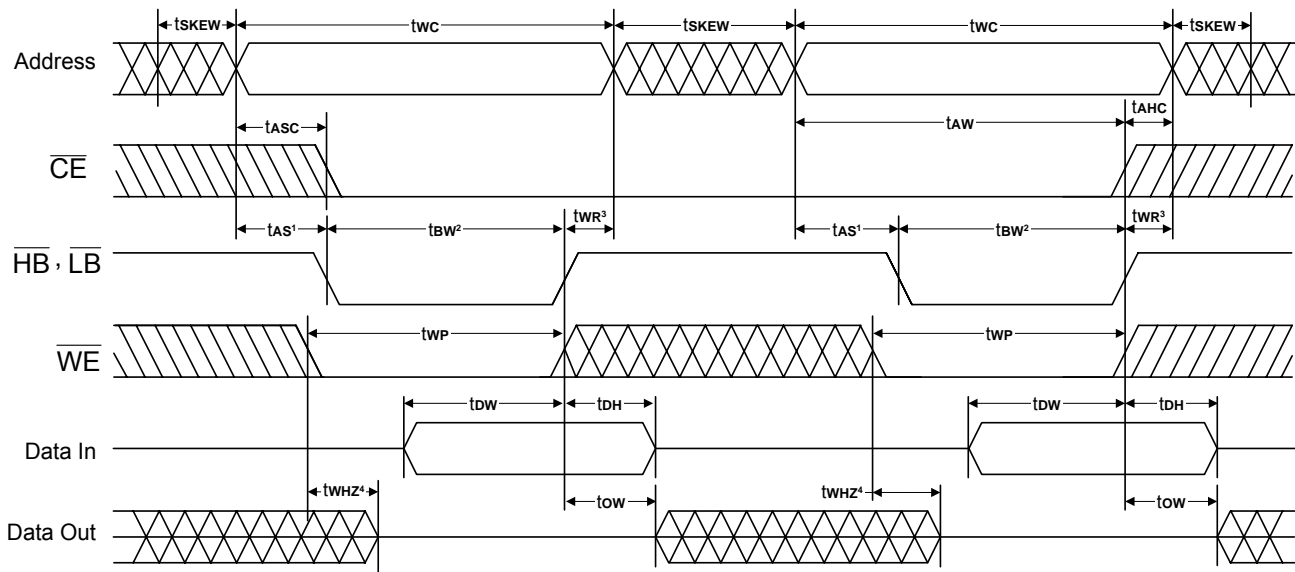 tSKEW tWC tSKEW tWC tSKEW
Address
tASC tAW tAHC
CE
tAS¹ tBW² tWR³ tAS¹ tBW² tWR³
HB , LB
tWP tWP
WE
tDW tDH tDW tDH
Data In
tWHZ⁴ tOW tWHZ⁴ tOW
Data Out